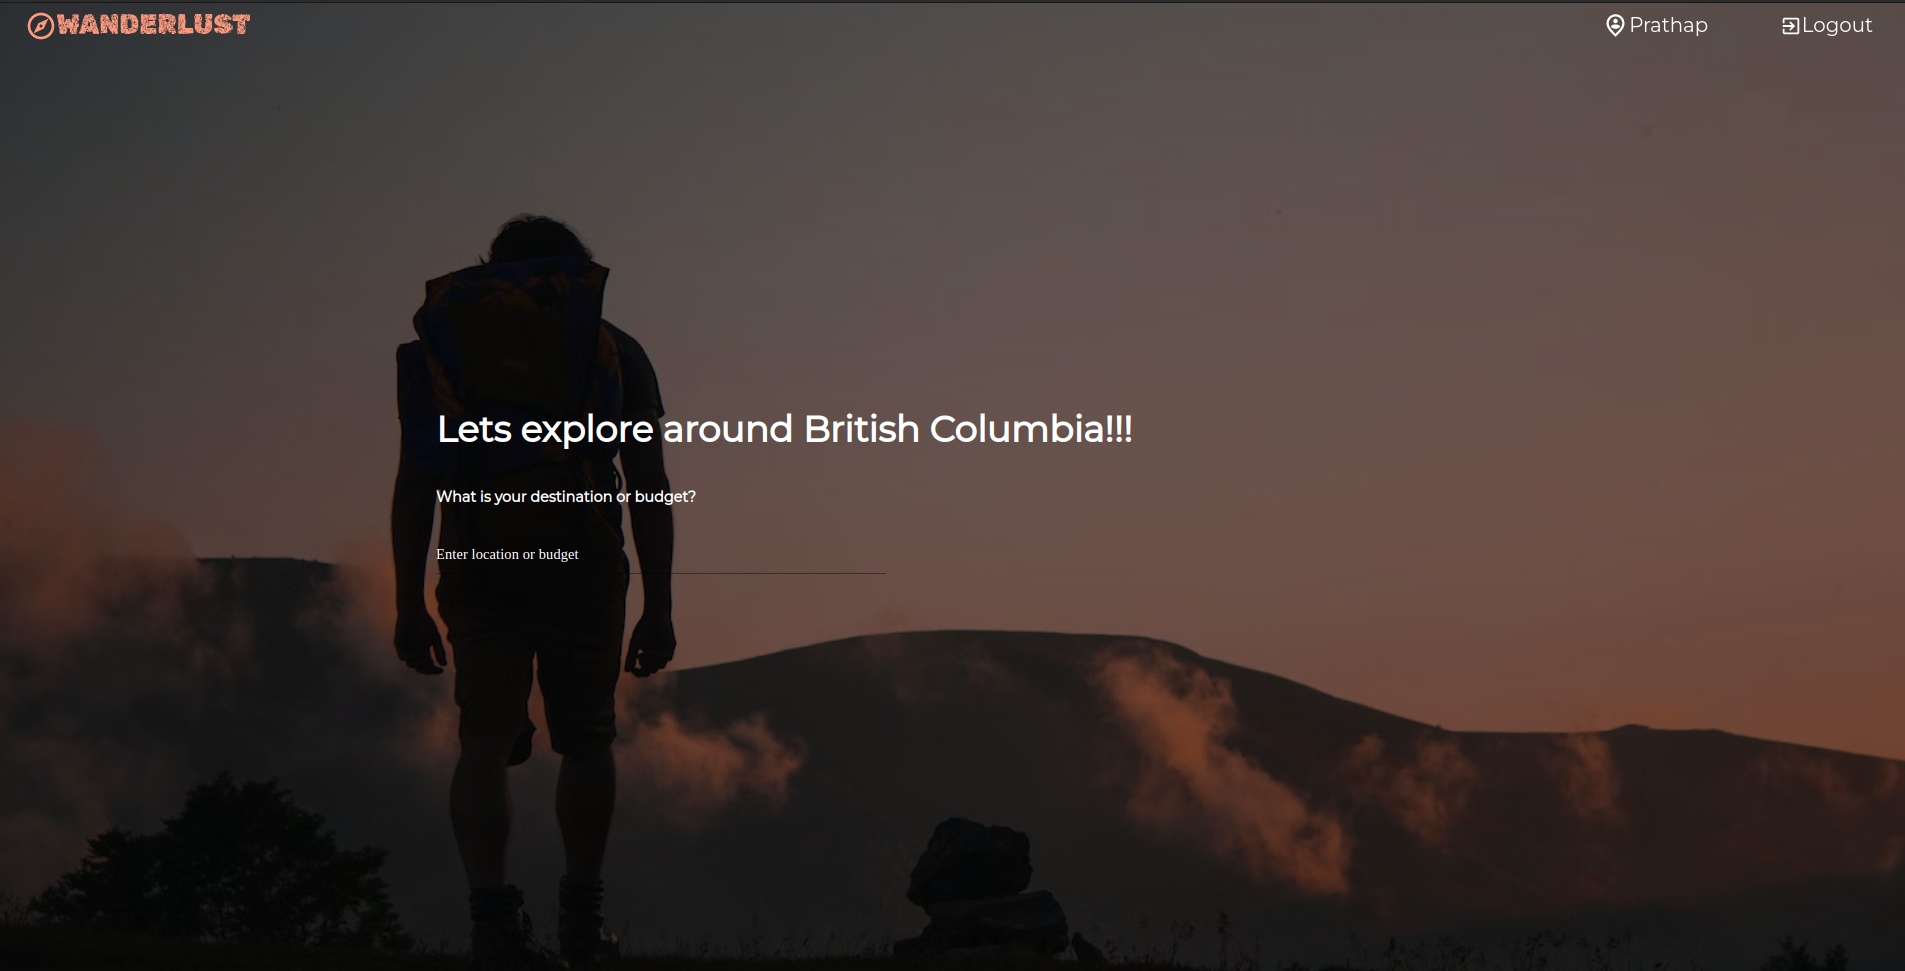 WANDERLUST
Prathap
Logout
Lets explore around British Columbia!!!
What is your destination or budget?
Enter location or budget